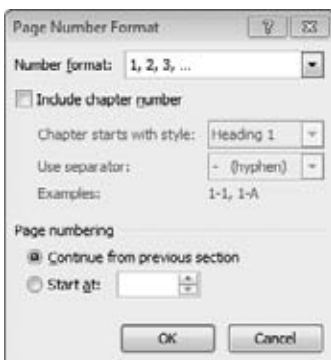 Page Number Format
Number format: 1, 2, 3, ...
Include chapter number
Chapter starts with style: Heading 1
Use separator: - (hyphen)
Examples: 1-1, 1-A
Page numbering
Continue from previous section
Start at:
OK Cancel